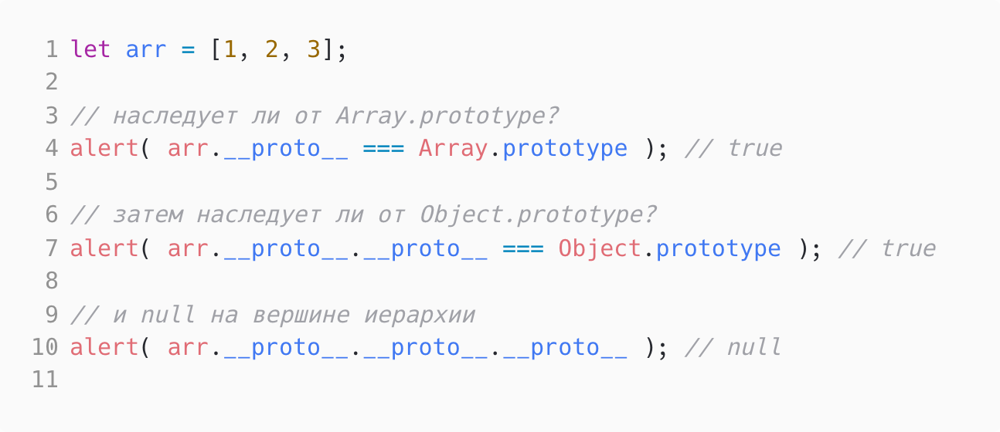 1 let arr = [1, 2, 3];
2
3 // наследует ли от Array.prototype?
4 alert( arr.__proto__ === Array.prototype ); // true
5
6 // затем наследует ли от Object.prototype?
7 alert( arr.__proto__.__proto__ === Object.prototype ); // true
8
9 // и null на вершине иерархии
10 alert( arr.__proto__.__proto__.__proto__ ); // null
11